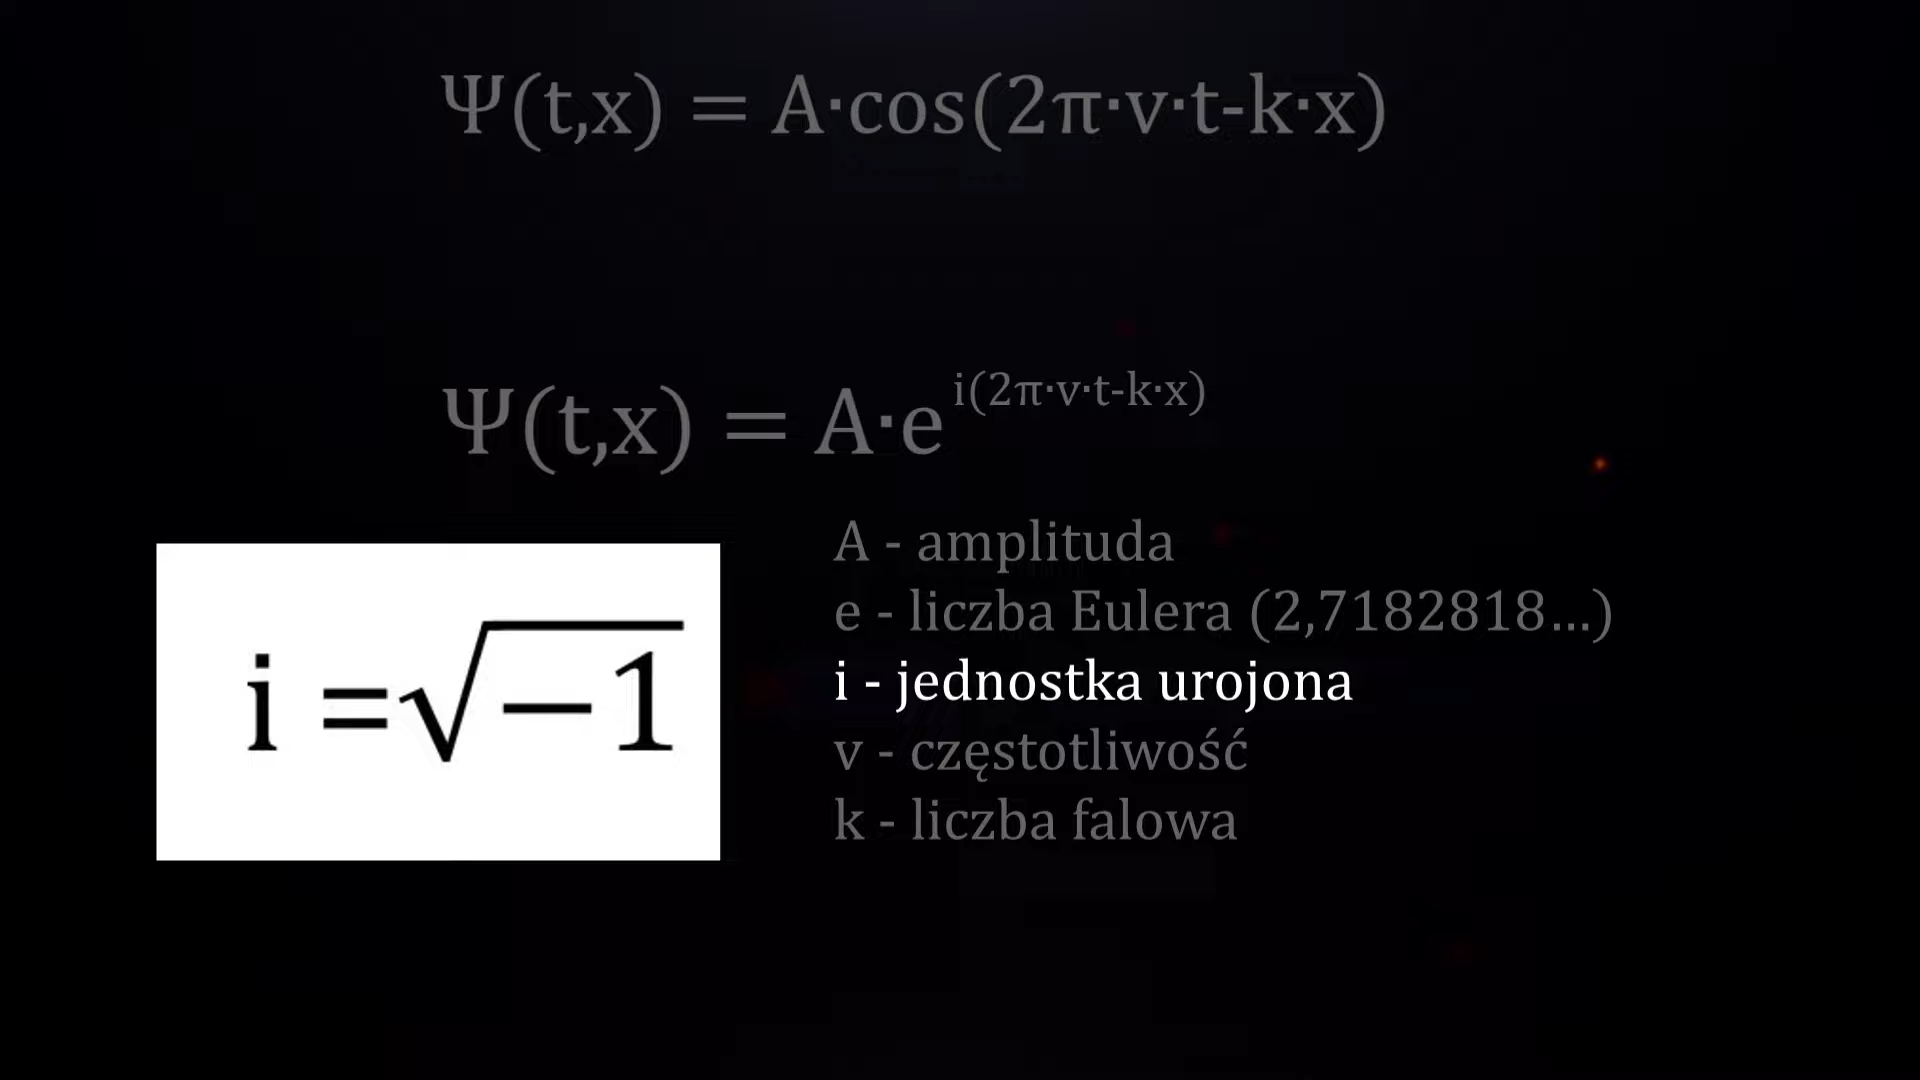 Ψ(t,x) = A·cos(2π·v·t-k·x)
Ψ(t,x) = A·e^i(2π·v·t-k·x)
i =√−1
A - amplituda
e - liczba Eulera (2,7182818...)
i - jednostka urojona
v - częstotliwość
k - liczba falowa